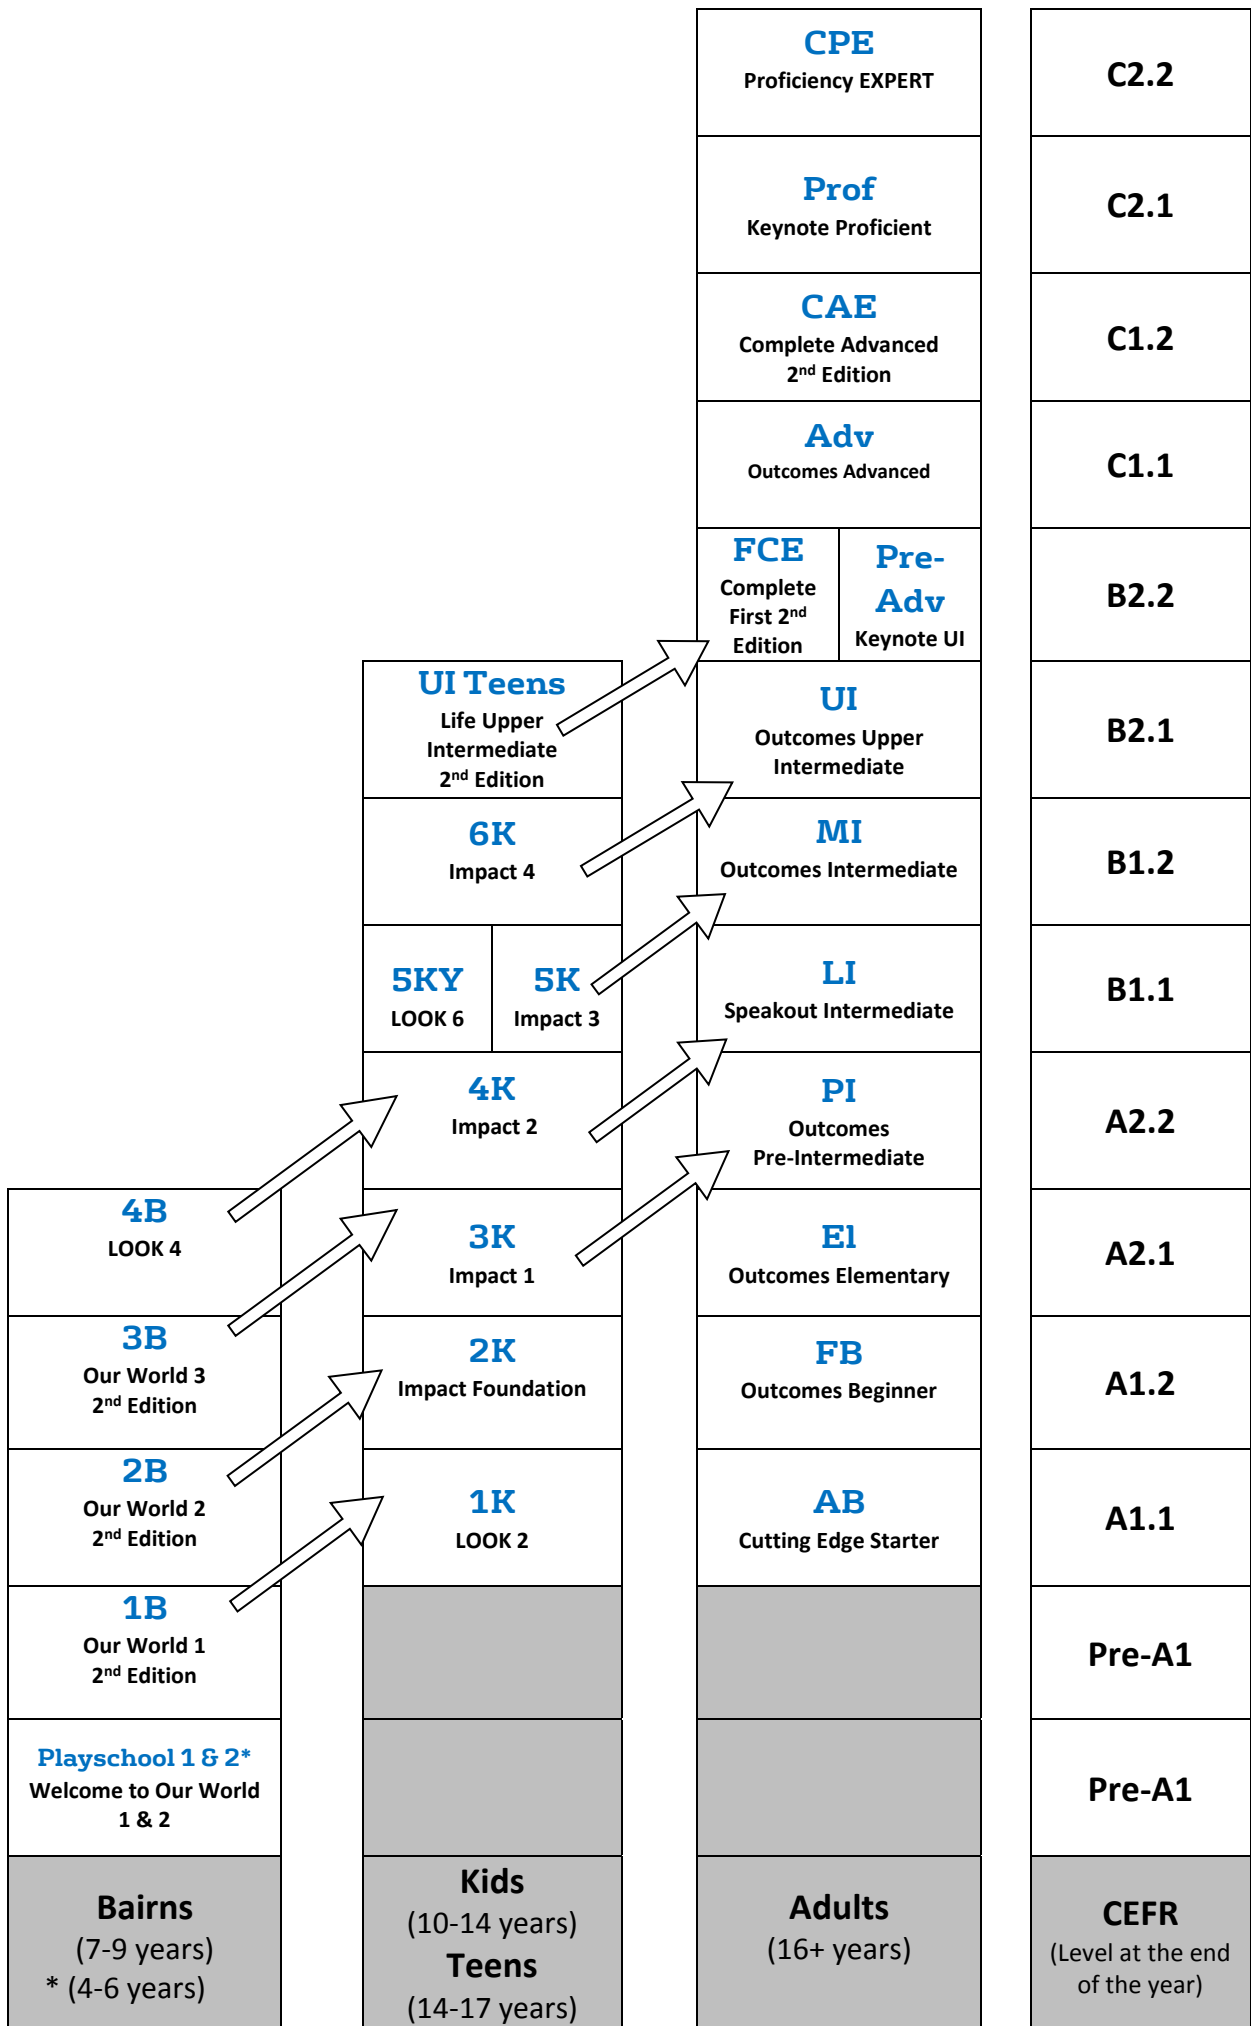 CPE
Proficiency EXPERT
C2.2
Prof
Keynote Proficient
C2.1
CAE
Complete Advanced
2nd Edition
C1.2
Adv
Outcomes Advanced
C1.1
FCE
Complete
First 2nd
Edition
Pre-
Adv
Keynote UI
B2.2
UI Teens
Life Upper
Intermediate
2nd Edition
UI
Outcomes Upper
Intermediate
B2.1
6K
Impact 4
MI
Outcomes Intermediate
B1.2
5KY
LOOK 6
5K
Impact 3
LI
Speakout Intermediate
B1.1
4K
Impact 2
PI
Outcomes
Pre-Intermediate
A2.2
4B
LOOK 4
3K
Impact 1
El
Outcomes Elementary
A2.1
3B
Our World 3
2nd Edition
2K
Impact Foundation
FB
Outcomes Beginner
A1.2
2B
Our World 2
2nd Edition
1K
LOOK 2
AB
Cutting Edge Starter
A1.1
1B
Our World 1
2nd Edition
Pre-A1
Playschool 1 & 2*
Welcome to Our World
1 & 2
Pre-A1
Bairns
(7-9 years)
* (4-6 years)
Kids
(10-14 years)
Teens
(14-17 years)
Adults
(16+ years)
CEFR
(Level at the end
of the year)